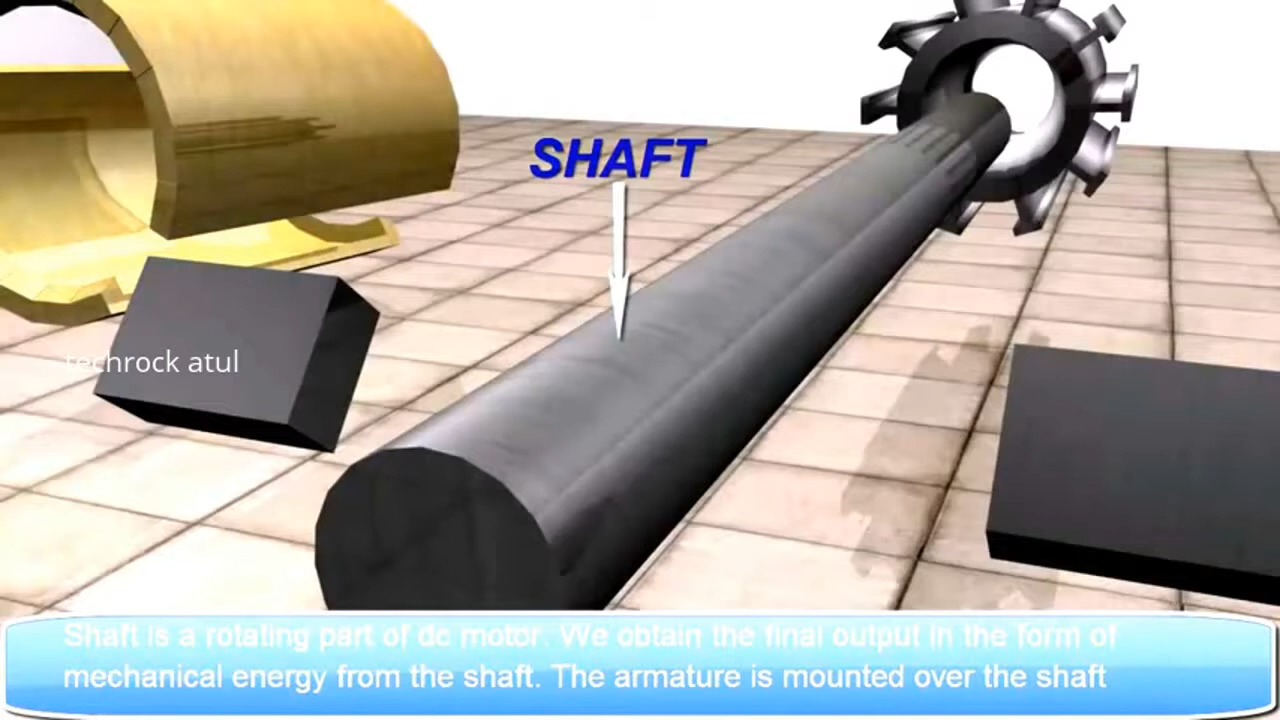 SHAFT
techrock atul
Shaft is a rotating part of dc motor. We obtain the final output in the form of
mechanical energy from the shaft. The armature is mounted over the shaft